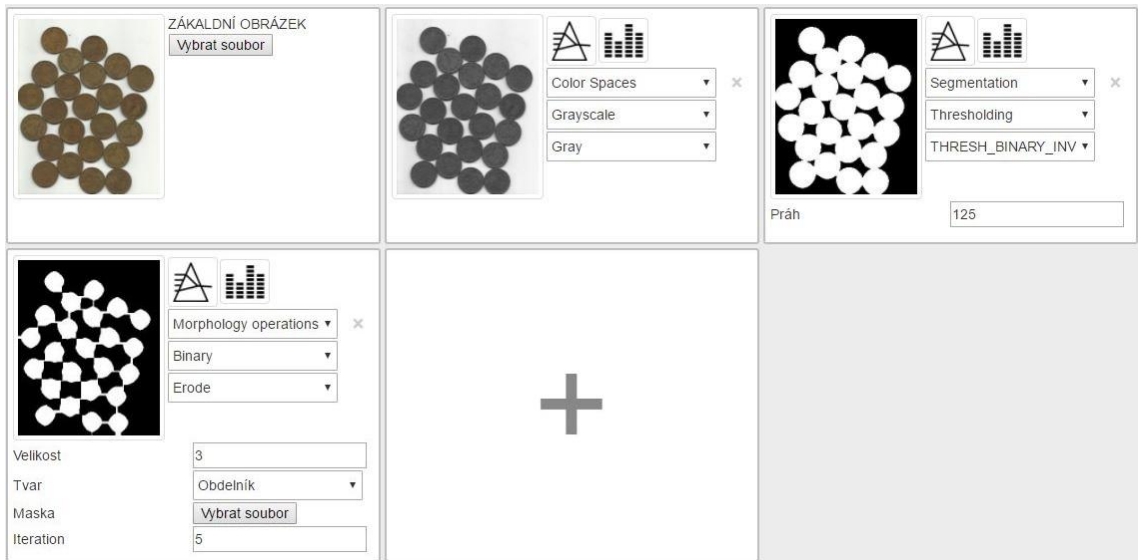 ZÁKALDNÍ OBRÁZEK
Vybrat soubor
Color Spaces
Grayscale
Gray
Segmentation
Thresholding
THRESH_BINARY_INV
Práh 125
Morphology operations
Binary
Erode
Velikost 3
Tvar Obdelník
Maska Vybrat soubor
Iteration 5